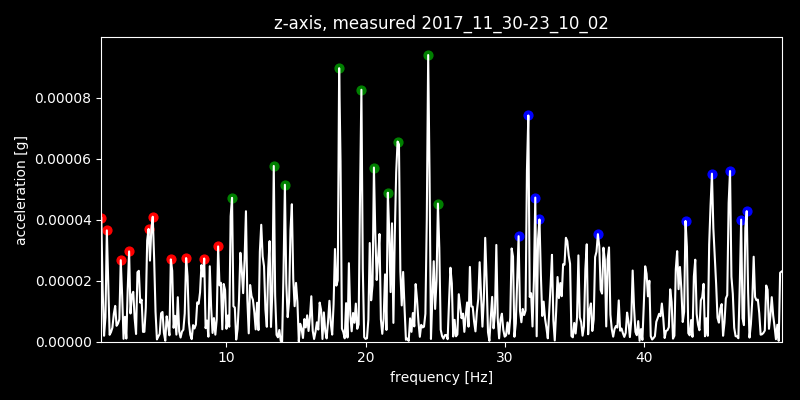 z-axis, measured 2017_11_30-23_10_02
acceleration [g]
0.00008
0.00006
0.00004
0.00002
0.00000
10 20 30 40
frequency [Hz]